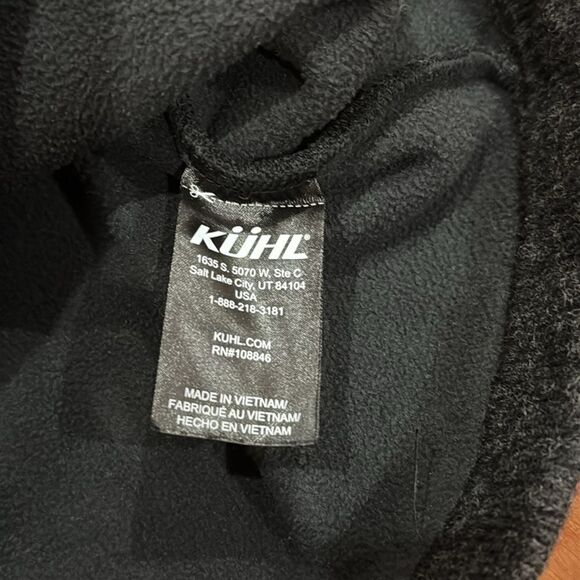 KÜHL®
1635 S. 5070 W, Ste C
Salt Lake City, UT 84104
USA
1-888-218-3181
KUHL.COM
RN#108846
MADE IN VIETNAM/
FABRIQUÉ AU VIETNAM/
HECHO EN VIETNAM